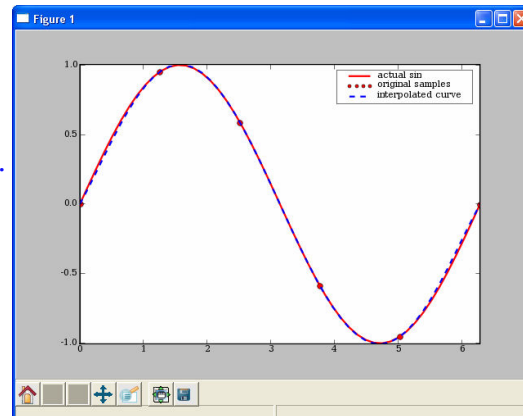 Figure 1
actual sin
original samples
interpolated curve
1.0
0.5
0.0
-0.5
-1.0
0 1 2 3 4 5 6